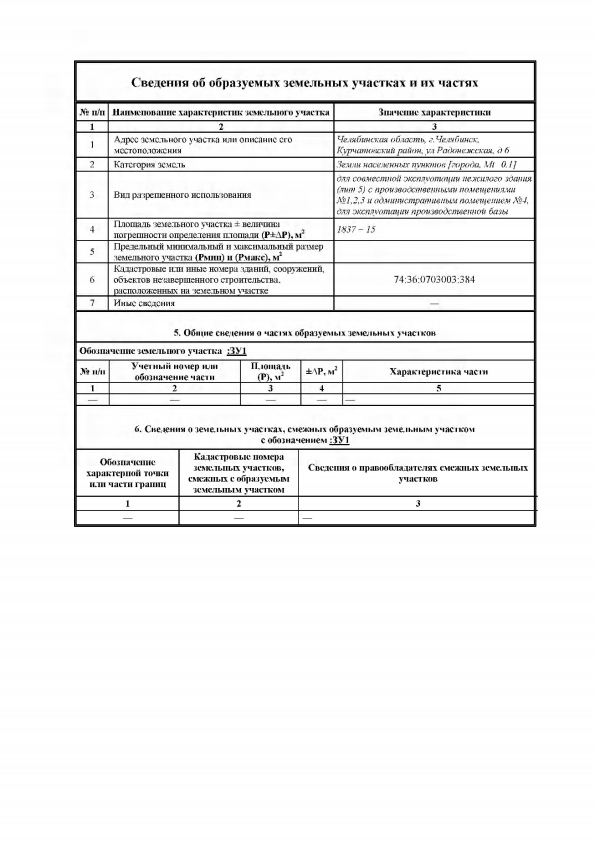 Сведения об образуемых земельных участках и их частях
№ п/п Наименование характеристик земельного участка Значение характеристики
1 2 3
1 Адрес земельного участка или описание его местоположения Челябинская область, г.Челябинск, Курчатовский район, ул Радонежская, д 6
2 Категория земель Земли населенных пунктов [города, Mt 0.1]
3 Вид разрешенного использования для совместной эксплуатации нежилого здания (лит 5) с производственными помещениями №1,2,3 и административным помещением №4, для эксплуатации производственной базы
4 Площадь земельного участка ± величина погрешности определения площади (Р±∆Р), м² 1837 – 15
5 Предельный минимальный и максимальный размер земельного участка (Рмин) и (Рмакс), м²
6 Кадастровые или иные номера зданий, сооружений, объектов незавершенного строительства, расположенных на земельном участке 74:36:0703003:384
7 Иные сведения —
5. Общие сведения о частях образуемых земельных участков
Обозначение земельного участка :ЗУ1
№ п/п Учетный номер или обозначение части Площадь (Р), м² ±∆Р, м² Характеристика части
1 2 3 4 5
— — — — —
6. Сведения о земельных участках, смежных образуемым земельным участком
с обозначением :ЗУ1
Обозначение характерной точки или части границ Кадастровые номера земельных участков, смежных с образуемым земельным участком Сведения о правообладателях смежных земельных участков
1 2 3
— — —